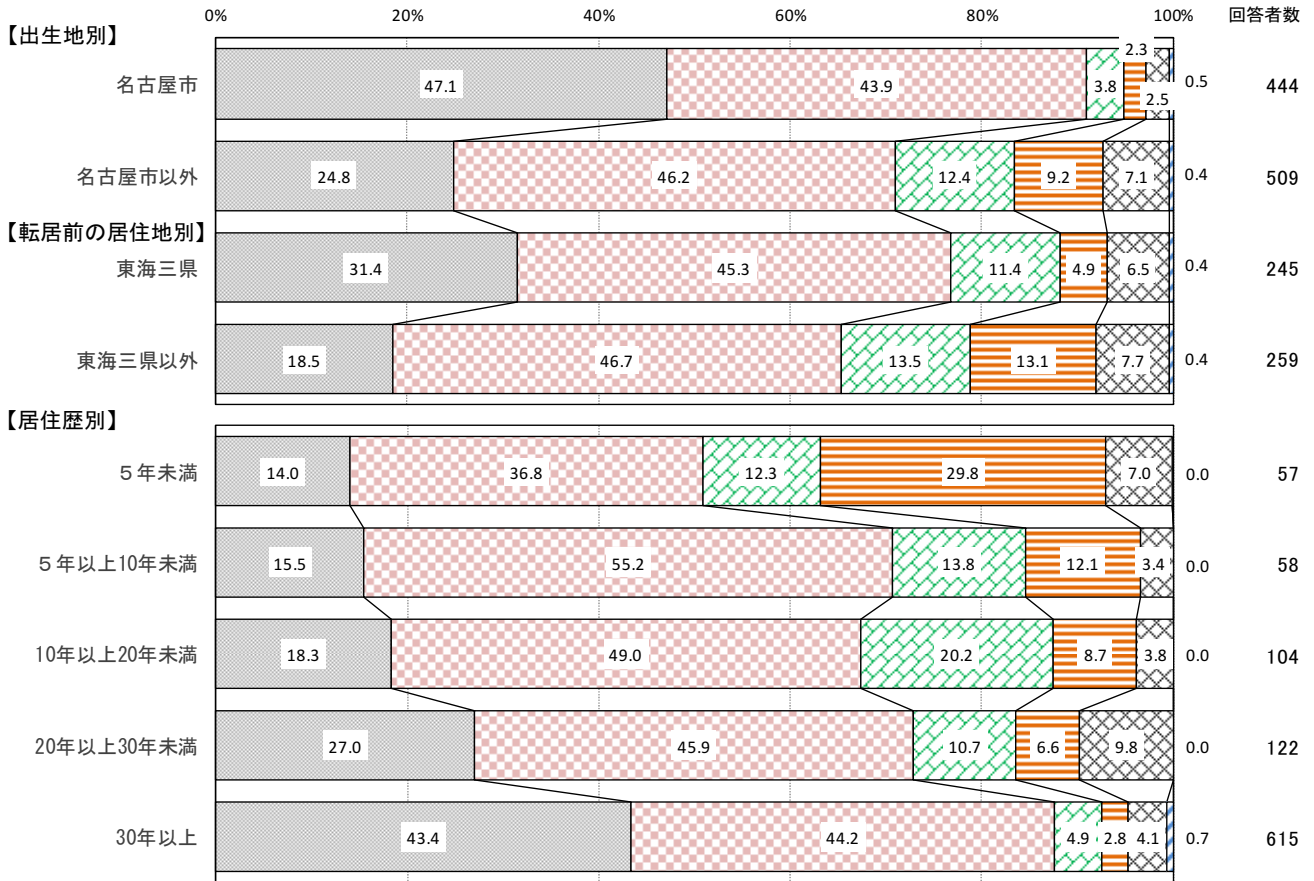 0% 20% 40% 60% 80% 100% 回答者数
【出生地別】
名古屋市 47.1 43.9 3.8 2.3 2.5 0.5 444
名古屋市以外 24.8 46.2 12.4 9.2 7.1 0.4 509
【転居前の居住地別】
東海三県 31.4 45.3 11.4 4.9 6.5 0.4 245
東海三県以外 18.5 46.7 13.5 13.1 7.7 0.4 259
【居住歴別】
５年未満 14.0 36.8 12.3 29.8 7.0 0.0 57
５年以上10年未満 15.5 55.2 13.8 12.1 3.4 0.0 58
10年以上20年未満 18.3 49.0 20.2 8.7 3.8 0.0 104
20年以上30年未満 27.0 45.9 10.7 6.6 9.8 0.0 122
30年以上 43.4 44.2 4.9 2.8 4.1 0.7 615